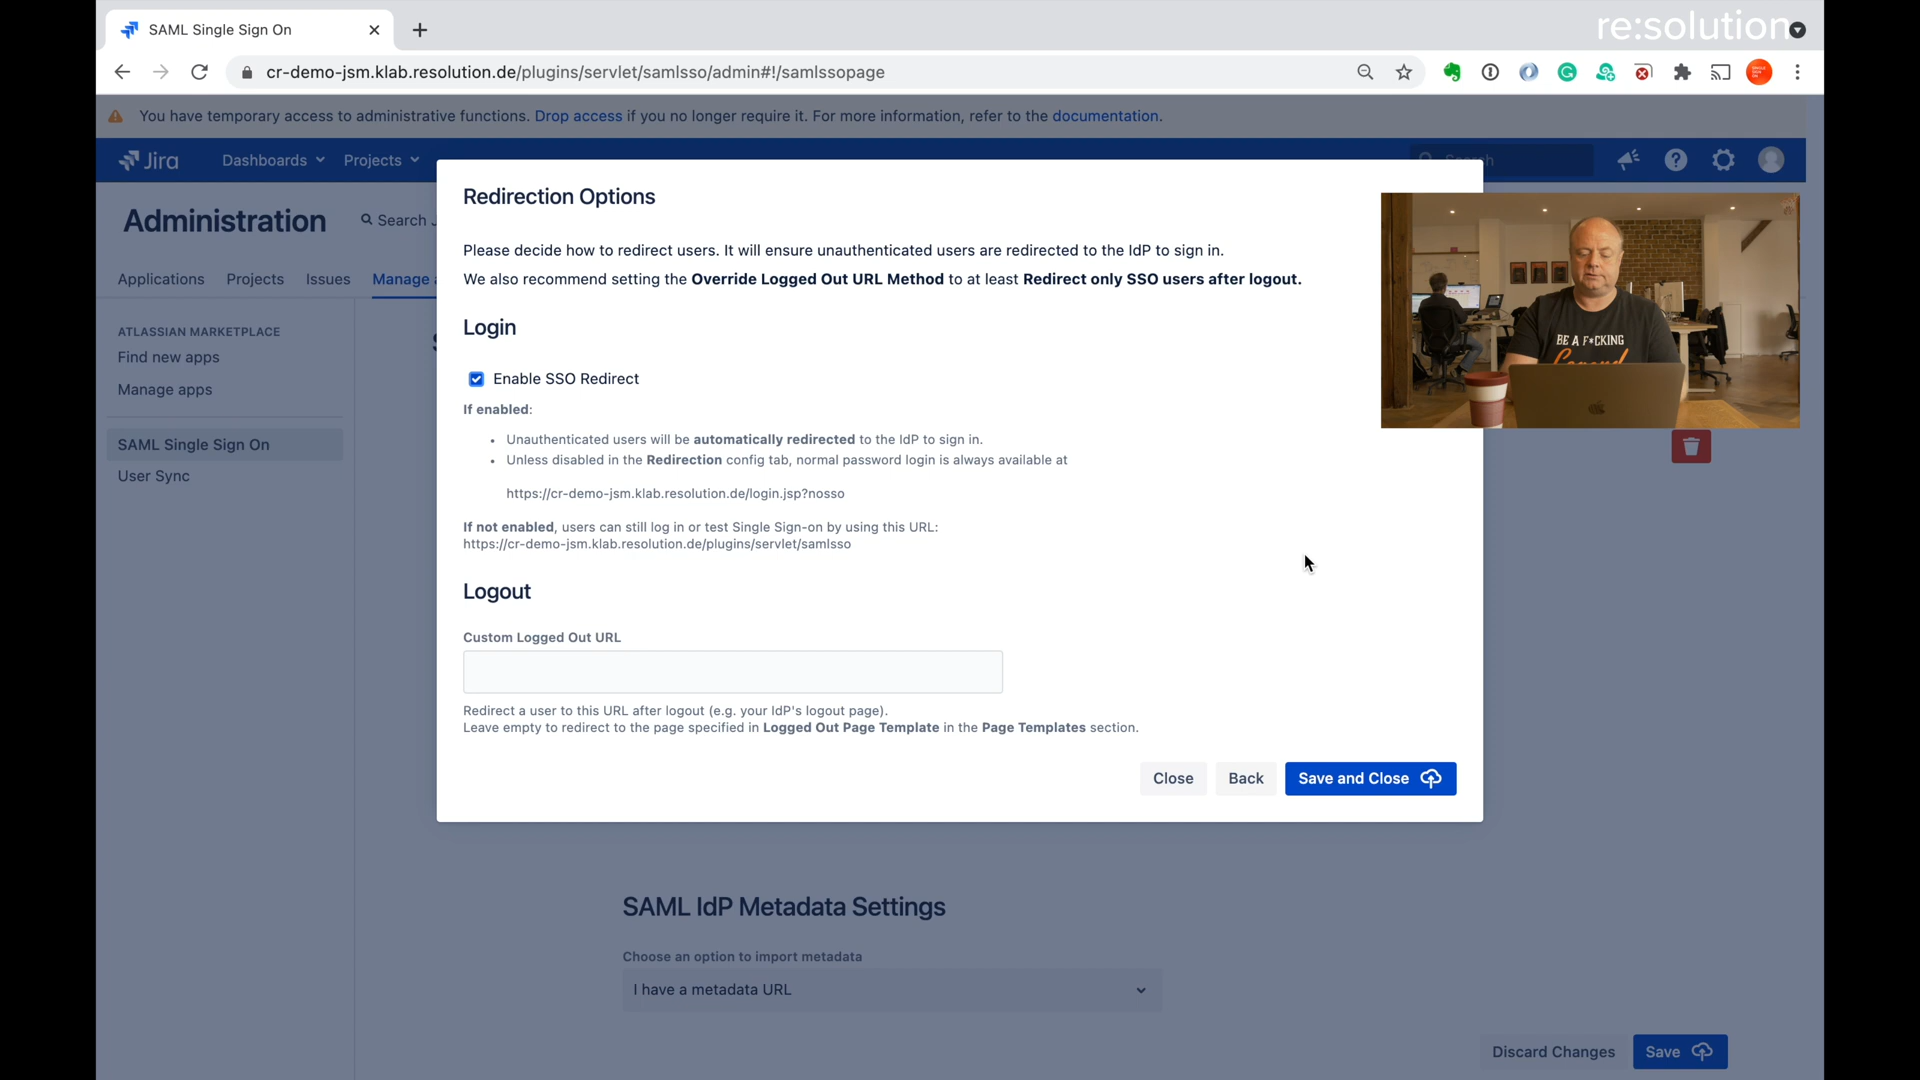 SAML Single Sign On
re:solution
cr-demo-jsm.klab.resolution.de/plugins/servlet/samlsso/admin#!/samlssopage
You have temporary access to administrative functions. Drop access if you no longer require it. For more information, refer to the documentation.
Jira
Dashboards
Projects
Search
Administration
Search
Applications
Projects
Issues
Manage
ATLASSIAN MARKETPLACE
Find new apps
Manage apps
SAML Single Sign On
User Sync
Redirection Options
Please decide how to redirect users. It will ensure unauthenticated users are redirected to the IdP to sign in.
We also recommend setting the Override Logged Out URL Method to at least Redirect only SSO users after logout.
Login
Enable SSO Redirect
If enabled:
• Unauthenticated users will be automatically redirected to the IdP to sign in.
• Unless disabled in the Redirection config tab, normal password login is always available at
https://cr-demo-jsm.klab.resolution.de/login.jsp?nosso
If not enabled, users can still log in or test Single Sign-on by using this URL:
https://cr-demo-jsm.klab.resolution.de/plugins/servlet/samlsso
Logout
Custom Logged Out URL
Redirect a user to this URL after logout (e.g. your IdP's logout page).
Leave empty to redirect to the page specified in Logged Out Page Template in the Page Templates section.
Close
Back
Save and Close
BE A F*CKING
Legend
SAML IdP Metadata Settings
Choose an option to import metadata
I have a metadata URL
Discard Changes
Save